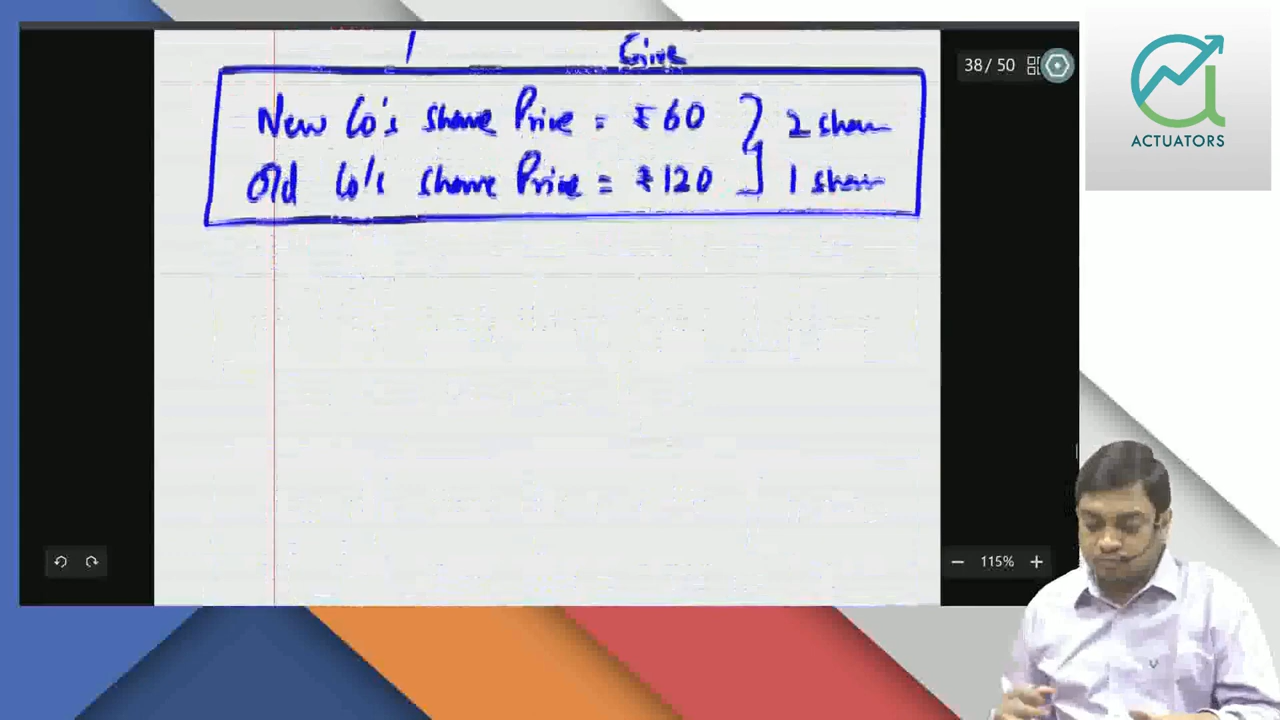 Give
New Co's share Price = ₹60 } 2 share
Old Co's share Price = ₹120 1 share
38/ 50
ACTUATORS
115%